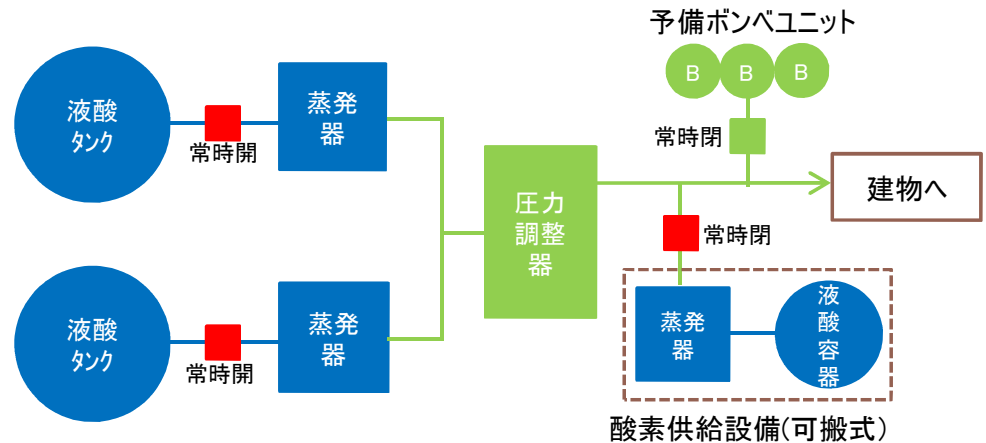 予備ボンベユニット
B B B
液酸
タンク
常時開
蒸発
器
常時閉
圧力
調整
器
建物へ
常時閉
液酸
タンク
常時開
蒸発
器
蒸発
器
液
酸
容
器
酸素供給設備(可搬式)